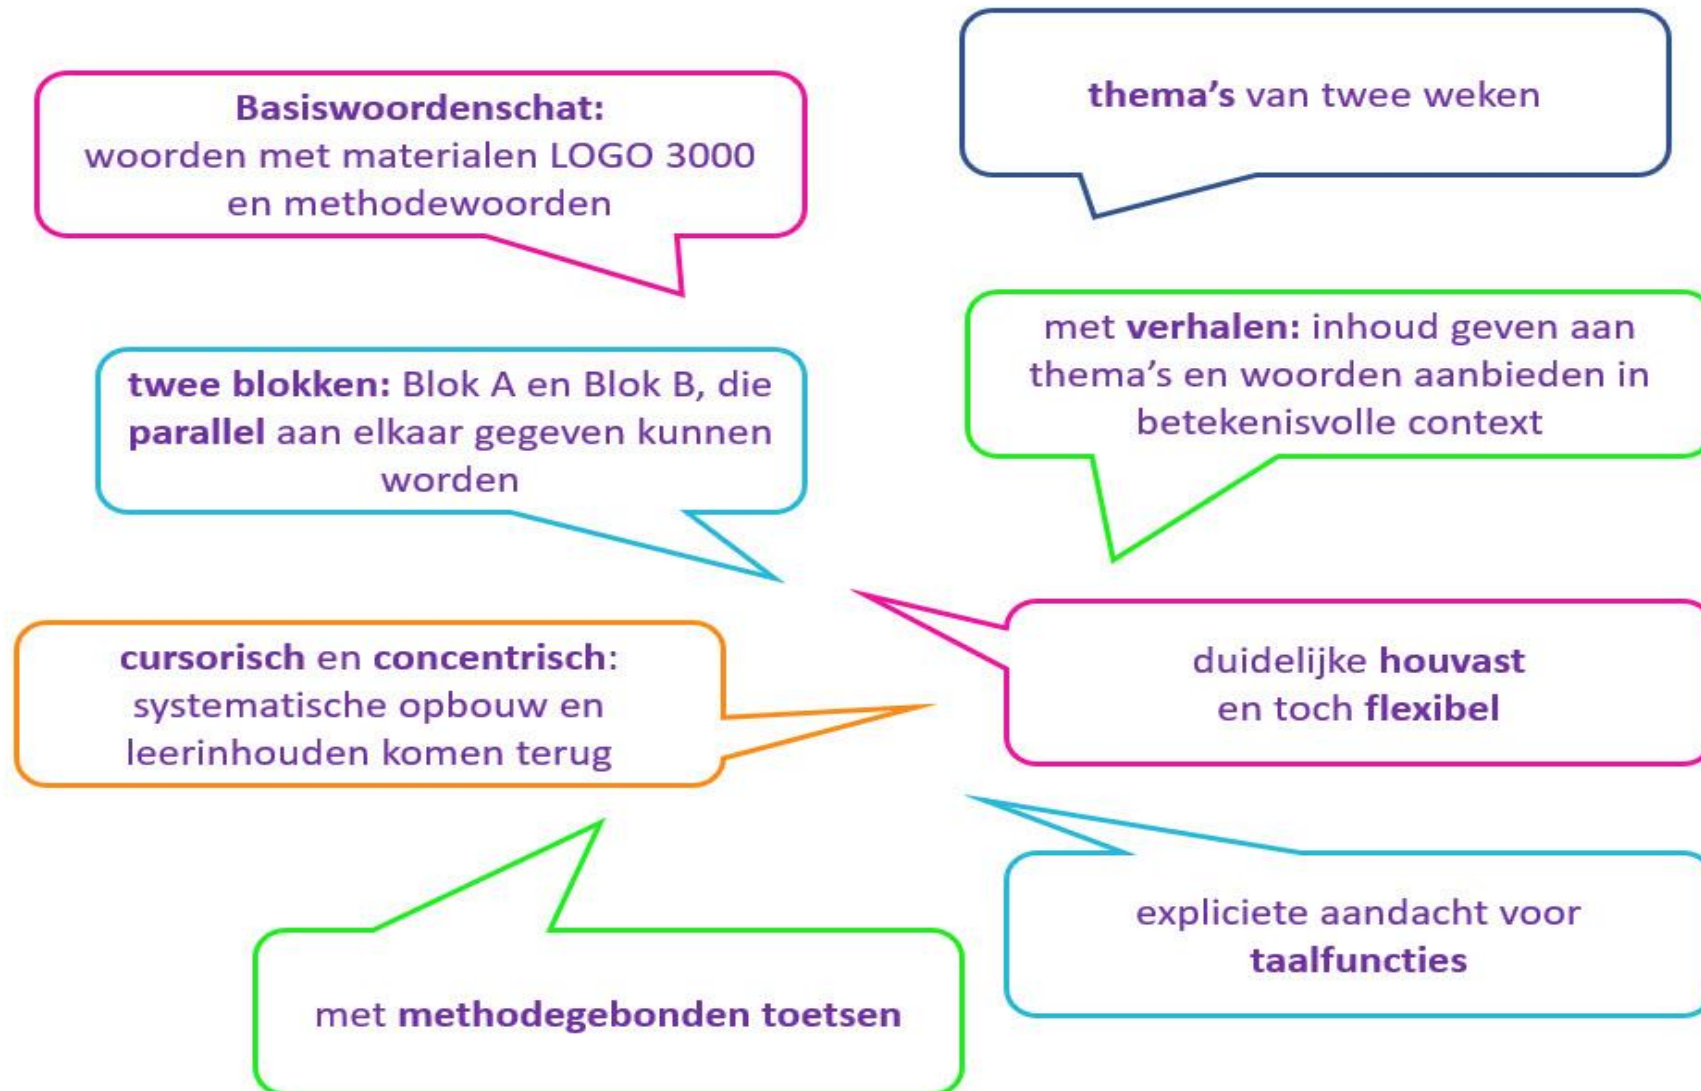 Basiswoordenschat:
woorden met materialen LOGO 3000
en methodewoorden
thema's van twee weken
twee blokken: Blok A en Blok B, die
parallel aan elkaar gegeven kunnen
worden
met verhalen: inhoud geven aan
thema's en woorden aanbieden in
betekenisvolle context
cursorisch en concentrisch:
systematische opbouw en
leerinhouden komen terug
duidelijke houvast
en toch flexibel
met methodegebonden toetsen
expliciete aandacht voor
taalfuncties